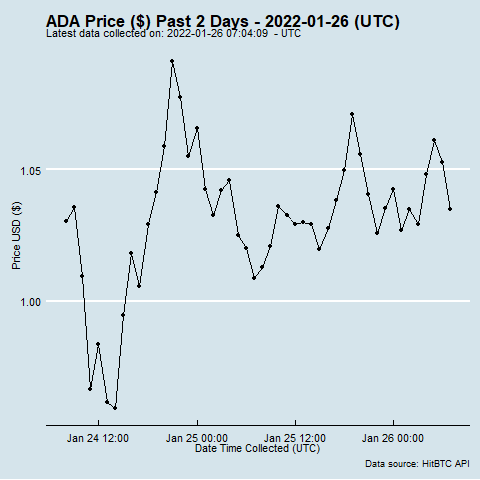 ADA Price ($) Past 2 Days - 2022-01-26 (UTC)
Latest data collected on: 2022-01-26 07:04:09 - UTC
1.05
Price USD ($)
1.00
Jan 24 12:00 Jan 25 00:00 Jan 25 12:00 Jan 26 00:00
Date Time Collected (UTC)
Data source: HitBTC API